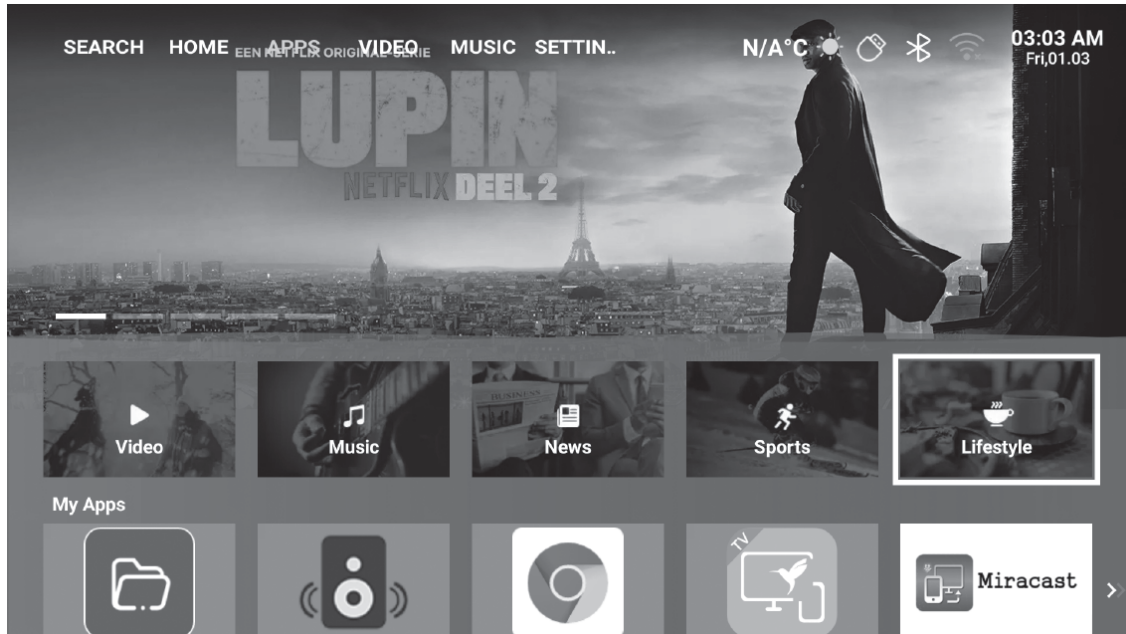 SEARCH HOME APPS VIDEO MUSIC SETTIN..
N/A°C
03:03 AM
Fri,01.03
EEN NETFLIX ORIGINAL SERIE
LUPIN
NETFLIX DEEL 2
BUSINESS
Video
Music
News
Sports
Lifestyle
My Apps
TV
Miracast